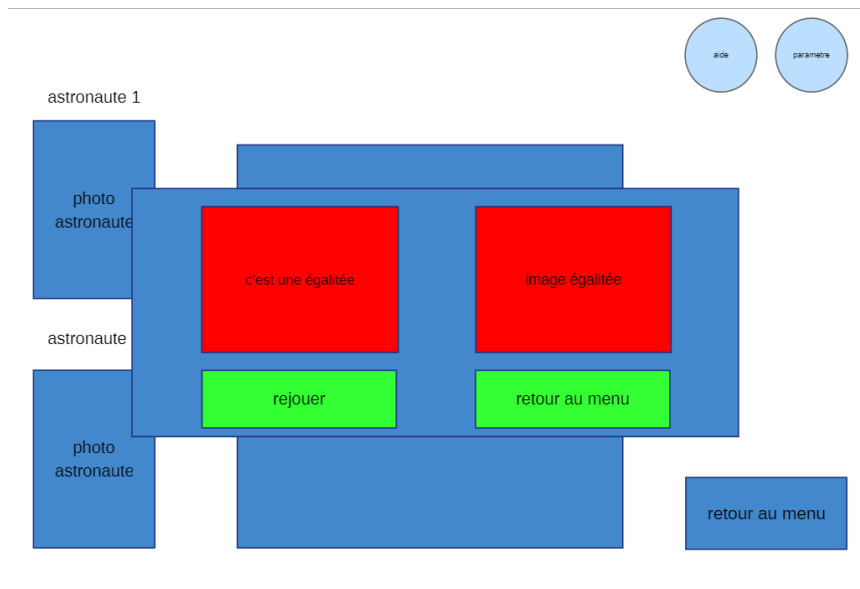 aide
parametre
astronaute 1
photo
astronaute
c'est une égalitée
image égalitée
astronaute
rejouer
retour au menu
photo
astronaute
retour au menu